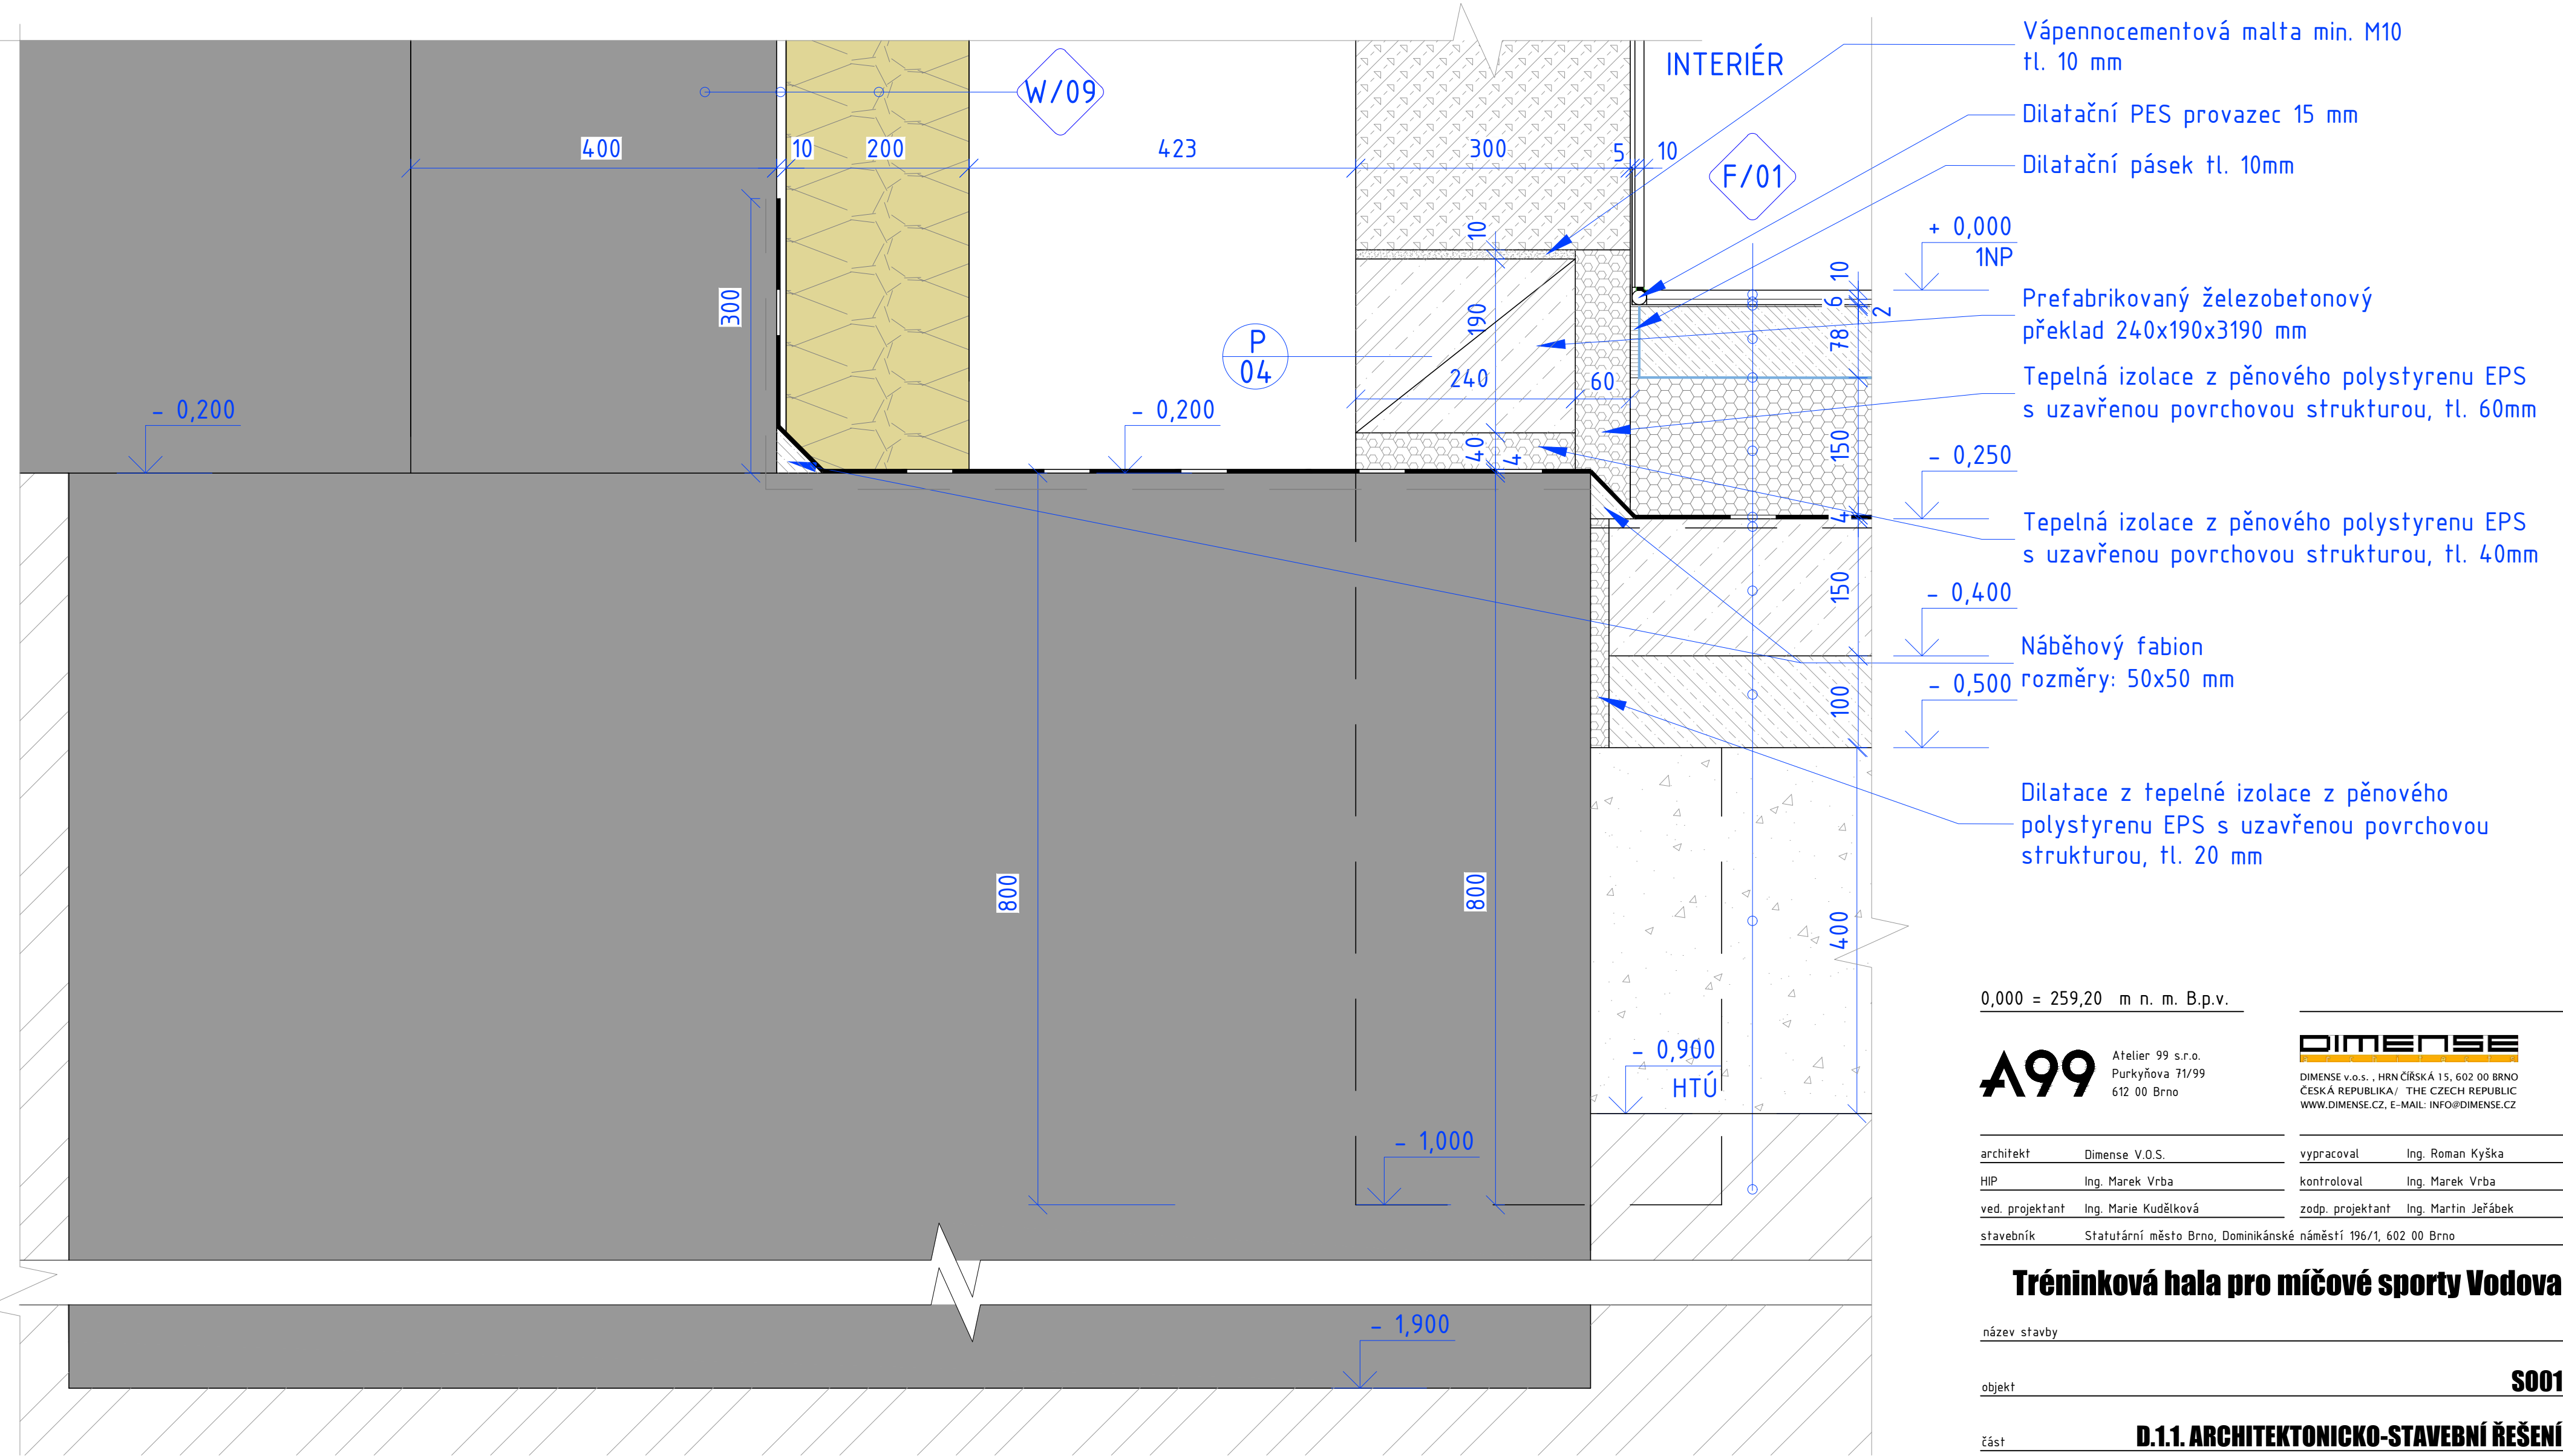 Vápennocementová malta min. M10
tl. 10 mm
INTERIÉR
W/09
Dilatační PES provazec 15 mm
400
10
200
423
300
5
10
F/01
Dilatační pásek tl. 10mm
+ 0,000
1NP
10
10
6
2
300
190
78
Prefabrikovaný železobetonový
překlad 240x190x3190 mm
P
04
240
60
Tepelná izolace z pěnového polystyrenu EPS
s uzavřenou povrchovou strukturou, tl. 60mm
- 0,200
- 0,200
40
4
150
- 0,250
4
Tepelná izolace z pěnového polystyrenu EPS
s uzavřenou povrchovou strukturou, tl. 40mm
150
- 0,400
Náběhový fabion
rozměry: 50x50 mm
100
- 0,500
Dilatace z tepelné izolace z pěnového
polystyrenu EPS s uzavřenou povrchovou
strukturou, tl. 20 mm
800
800
400
- 0,900
HTÚ
- 1,000
- 1,900
0,000 = 259,20 m n. m. B.p.v.
A99
Atelier 99 s.r.o.
Purkyňova 71/99
612 00 Brno
DIMENSE
DIMENSE v.o.s. , HRNČÍŘSKÁ 15, 602 00 BRNO
ČESKÁ REPUBLIKA/ THE CZECH REPUBLIC
WWW.DIMENSE.CZ, E-MAIL: INFO@DIMENSE.CZ
architekt Dimense V.O.S.
vypracoval Ing. Roman Kyška
HIP Ing. Marek Vrba
kontroloval Ing. Marek Vrba
ved. projektant Ing. Marie Kudělková
zodp. projektant Ing. Martin Jeřábek
stavebník Statutární město Brno, Dominikánské náměstí 196/1, 602 00 Brno
Tréninková hala pro míčové sporty Vodova
název stavby
objekt SO01
část D.1.1. ARCHITEKTONICKO-STAVEBNÍ ŘEŠENÍ